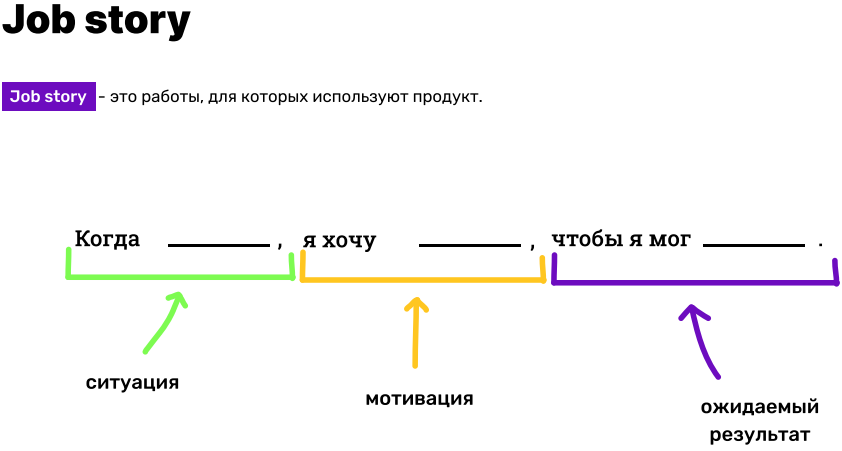 Job story
Job story - это работы, для которых используют продукт.
Когда ______ , я хочу ______ , чтобы я мог ______ .
ситуация
мотивация
ожидаемый
результат